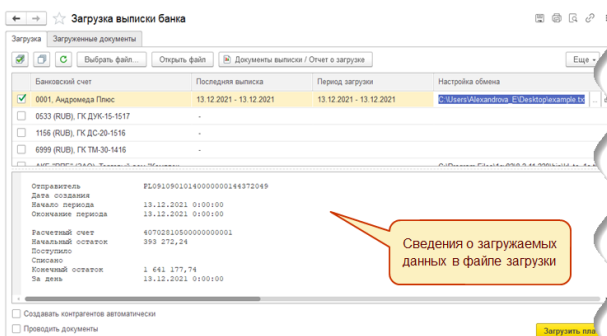 Загрузка выписки банка
Загрузка Загруженные документы
Выбрать файл... Открыть файл Документы выписки / Отчет о загрузке Еще
Банковский счет Последняя выписка Период загрузки Настройка обмена
0001, Андромеда Плюс 13.12.2021 - 13.12.2021 13.12.2021 - 13.12.2021 C:\Users\Alexandrova_E\Desktop\example.tx ...
0533 (RUB), ГК ДУК-15-1517 -
1156 (RUB), ГК ДС-20-1516 -
6999 (RUB), ГК ТМ-30-1416 -
Отправитель PL09109010140000000144372049
Дата создания
Начало периода 13.12.2021 0:00:00
Окончание периода 13.12.2021 0:00:00
Расчетный счет 40702810500000000001
Начальный остаток 393 272,24
Поступило
Списано
Конечный остаток 1 641 177,74
За день 13.12.2021 0:00:00
Сведения о загружаемых
данных в файле загрузки
Создавать контрагентов автоматически
Проводить документы
Загрузить пла